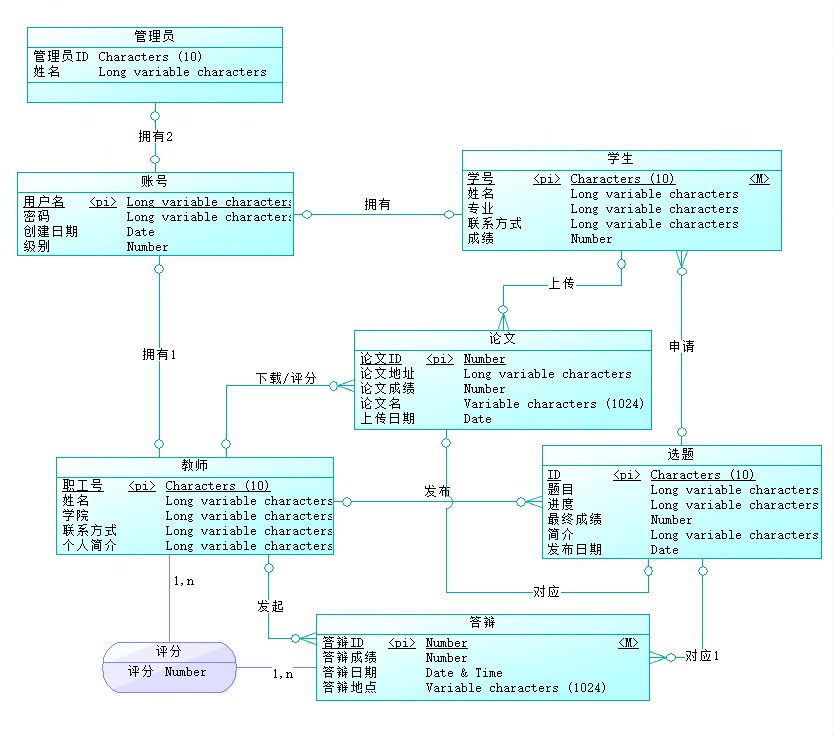 管理员
管理员ID Characters (10)
姓名 Long variable characters
拥有2
账号
用户名 <pi> Long variable characters
密码 Long variable characters
创建日期 Date
级别 Number
拥有
学生
学号 <pi> Characters (10) <M>
姓名 Long variable characters
专业 Long variable characters
联系方式 Long variable characters
成绩 Number
上传
申请
拥有1
论文
论文ID <pi> Number
论文地址 Long variable characters
论文成绩 Number
论文名 Variable characters (1024)
上传日期 Date
下载/评分
教师
职工号 <pi> Characters (10)
姓名 Long variable characters
学院 Long variable characters
联系方式 Long variable characters
个人简介 Long variable characters
发布
选题
ID <pi> Characters (10)
题目 Long variable characters
进度 Long variable characters
最终成绩 Number
简介 Long variable characters
发布日期 Date
1,n
发起
对应
评分
评分 Number
1,n
答辩
答辩ID <pi> Number <M>
答辩成绩 Number
答辩日期 Date & Time
答辩地点 Variable characters (1024)
对应1